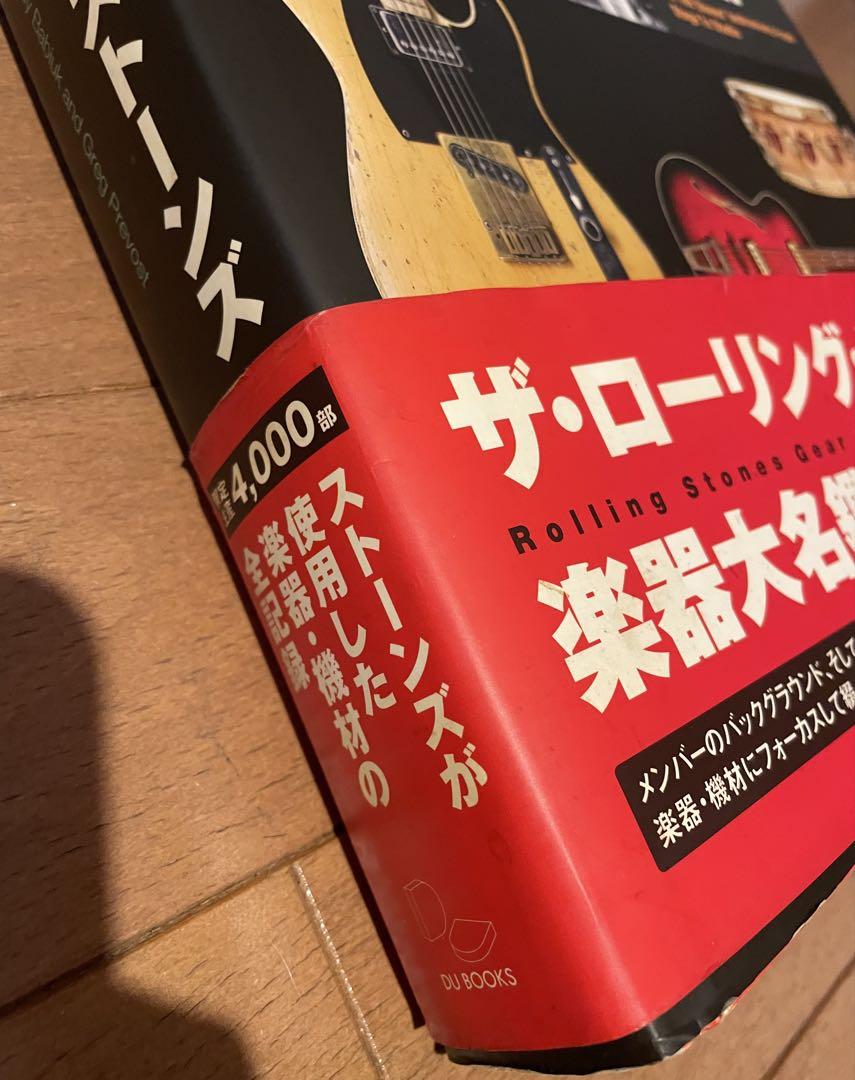 ストーンズ
Babiuk and Greg Prevost
4,000部
ストーンズが
使用した
楽器・機材の
全記録
DU BOOKS
ザ・ローリング・
Rolling Stones Gear
楽器大名鑑
メンバーのバックグラウンド、そして
楽器・機材にフォーカスして綴